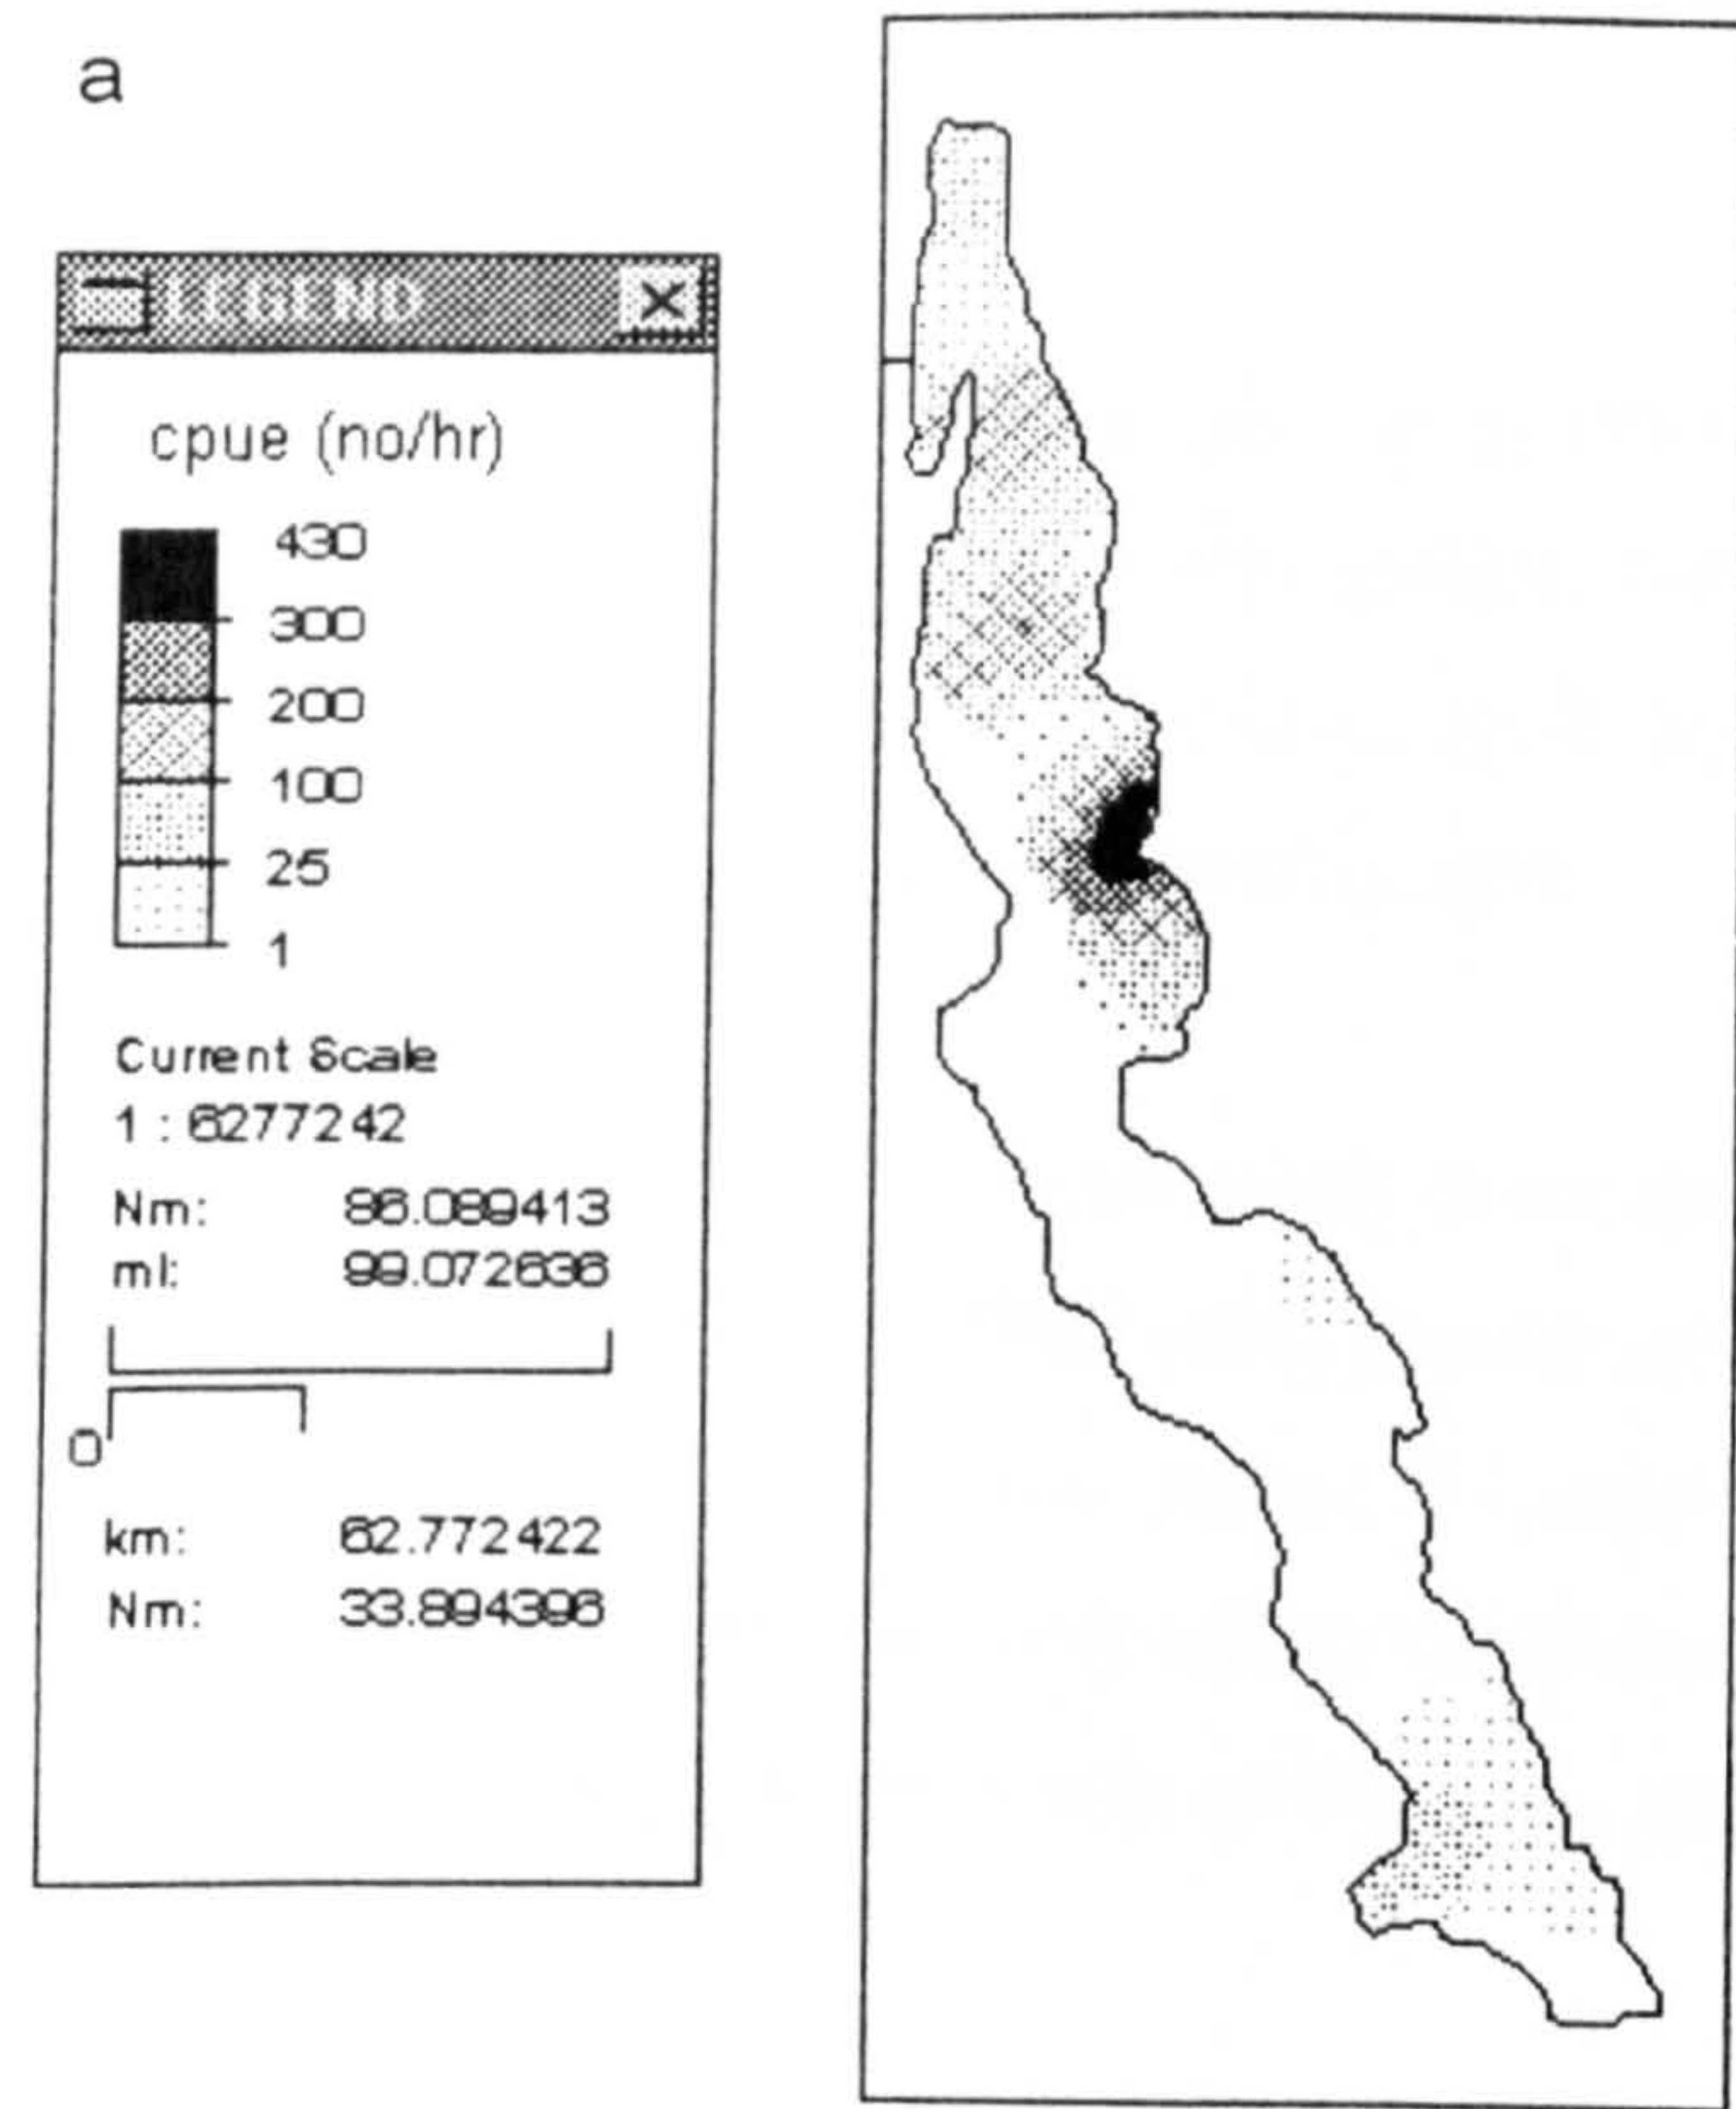 a
LEGEND
cpue (no/hr)
430
300
200
100
25
1
Current Scale
1 : 6277242
Nm: 86.089413
ml: 99.072636
0
km: 62.772422
Nm: 33.894396